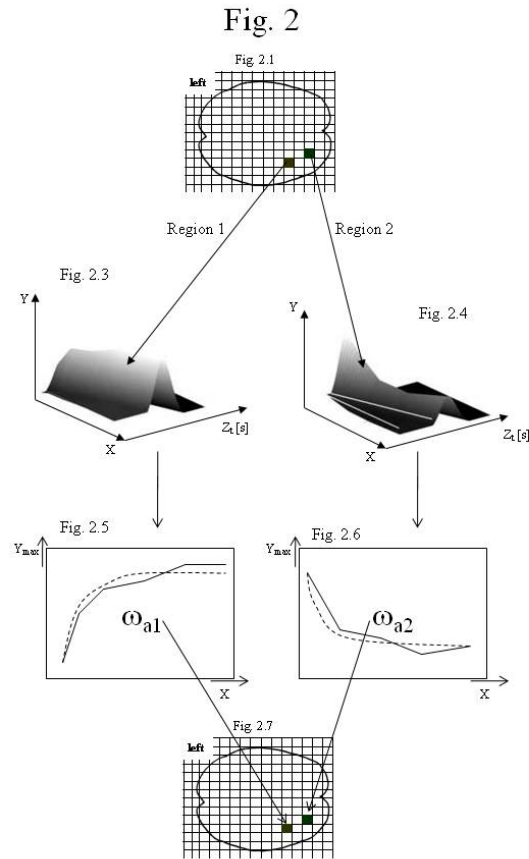 Fig. 2
Fig. 2.1
left
Region 1
Region 2
Fig. 2.3
Fig. 2.4
Y
Y
X
Zt [s]
X
Zt [s]
Fig. 2.5
Fig. 2.6
Ymax
Ymax
ωa1
ωa2
X
X
Fig. 2.7
left